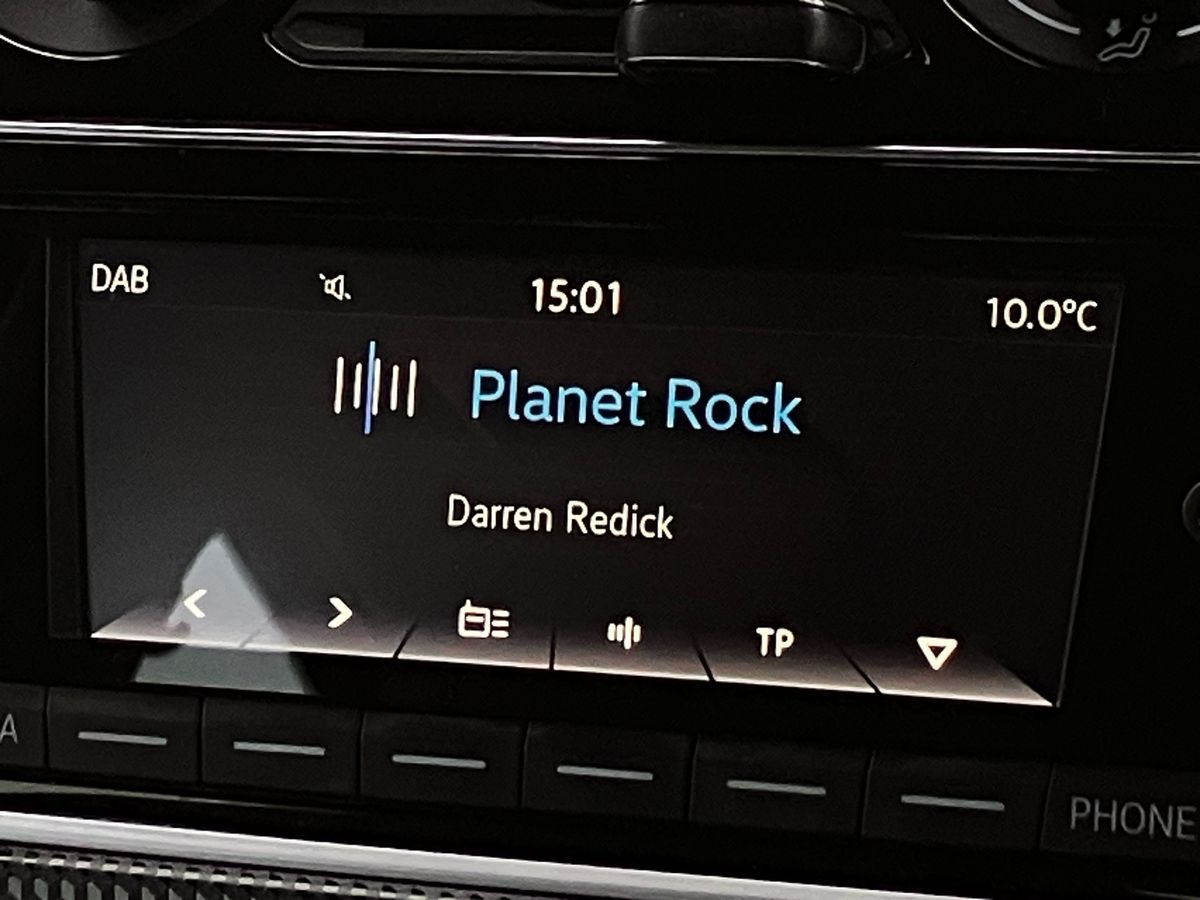 DAB 15:01 10.0°C
Planet Rock
Darren Redick
TP
A
PHONE